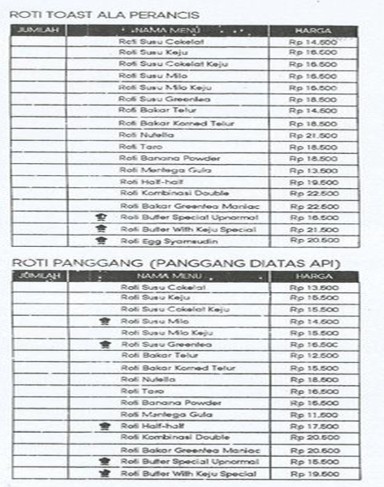 ROTI TOAST ALA PERANCIS
JUMLAH NAMA MENU HARGA
Roti Susu Cokelat Rp 14.500
Roti Susu Keju Rp 16.500
Roti Susu Cokelat Keju Rp 16.500
Roti Susu Milo Rp 16.500
Roti Susu Milo Keju Rp 16.500
Roti Susu Greentea Rp 18.500
Roti Bakar Telur Rp 14.500
Roti Bakar Korned Telur Rp 18.500
Roti Nutella Rp 21.500
Roti Taro Rp 18.500
Roti Banana Powder Rp 18.500
Roti Mentega Gula Rp 13.500
Roti Half-half Rp 19.500
Roti Kombinasi Double Rp 22.500
Roti Bakar Greentea Maniac Rp 22.500
Roti Butter Special Upnormal Rp 16.500
Roti Butter With Keju Special Rp 21.500
Roti Egg Syamsudin Rp 20.500
ROTI PANGGANG (PANGGANG DIATAS API)
JUMLAH NAMA MENU HARGA
Roti Susu Cokelat Rp 13.500
Roti Susu Keju Rp 15.500
Roti Susu Cokelat Keju Rp 15.500
Roti Susu Milo Rp 14.500
Roti Susu Milo Keju Rp 15.500
Roti Susu Greentea Rp 16.500
Roti Bakar Telur Rp 12.500
Roti Bakar Korned Telur Rp 15.500
Roti Nutella Rp 18.500
Roti Taro Rp 16.500
Roti Banana Powder Rp 16.500
Roti Mentega Gula Rp 11.500
Roti Half-half Rp 17.500
Roti Kombinasi Double Rp 20.500
Roti Bakar Greentea Maniac Rp 20.500
Roti Butter Special Upnormal Rp 15.500
Roti Butter With Keju Special Rp 19.500